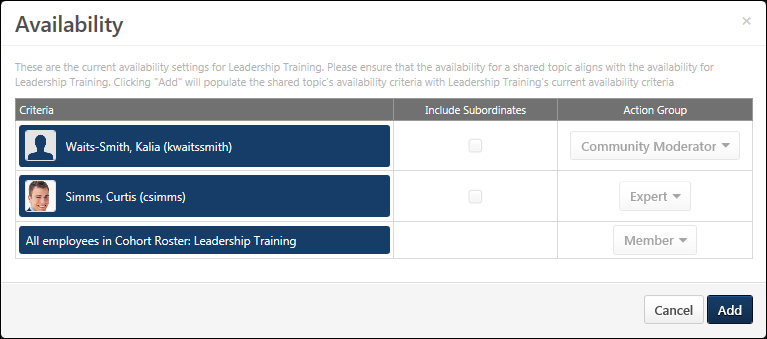 Availability
×
These are the current availability settings for Leadership Training. Please ensure that the availability for a shared topic aligns with the availability for
Leadership Training. Clicking "Add" will populate the shared topic's availability criteria with Leadership Training's current availability criteria
Criteria Include Subordinates Action Group
Waits-Smith, Kalia (kwaitssmith) Community Moderator
Simms, Curtis (csimms) Expert
All employees in Cohort Roster: Leadership Training Member
Cancel Add